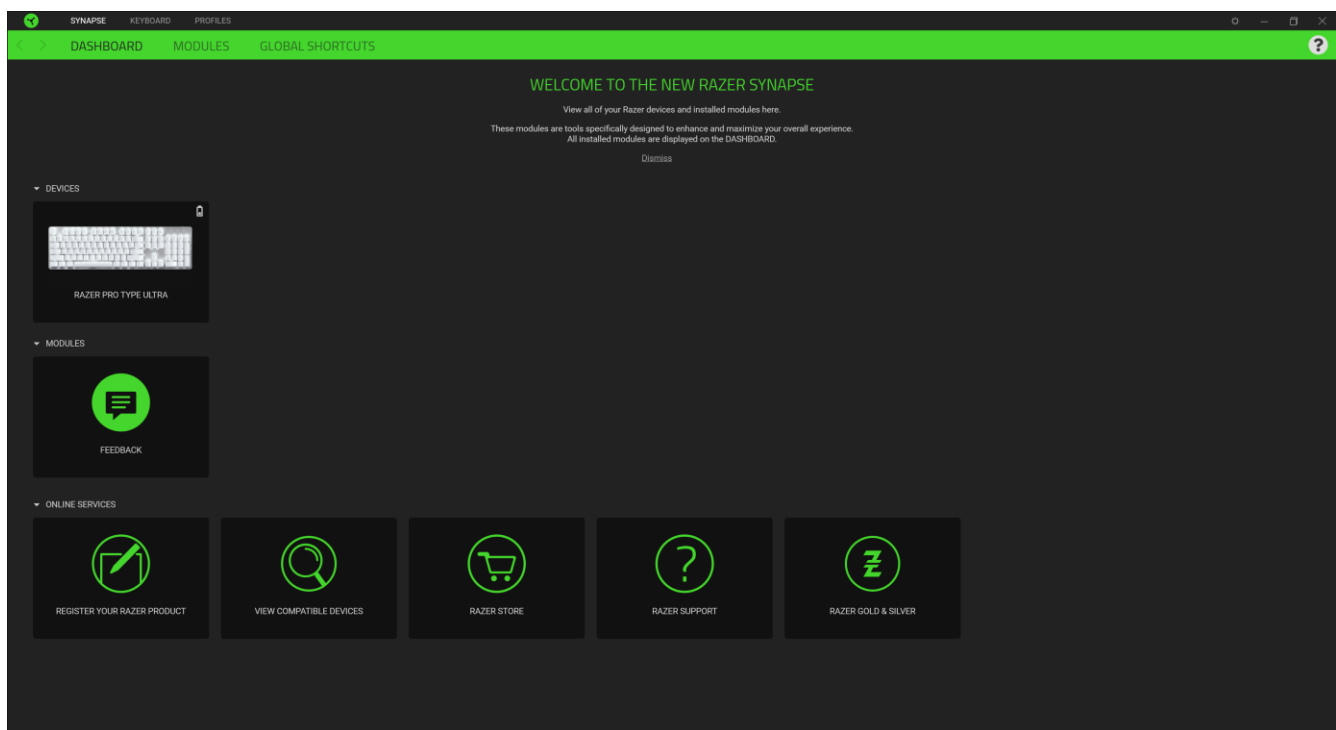 SYNAPSE KEYBOARD PROFILES
DASHBOARD MODULES GLOBAL SHORTCUTS
?
WELCOME TO THE NEW RAZER SYNAPSE
View all of your Razer devices and installed modules here.
These modules are tools specifically designed to enhance and maximize your overall experience.
All installed modules are displayed on the DASHBOARD.
Dismiss
DEVICES
RAZER PRO TYPE ULTRA
MODULES
FEEDBACK
ONLINE SERVICES
REGISTER YOUR RAZER PRODUCT
VIEW COMPATIBLE DEVICES
RAZER STORE
RAZER SUPPORT
RAZER GOLD & SILVER